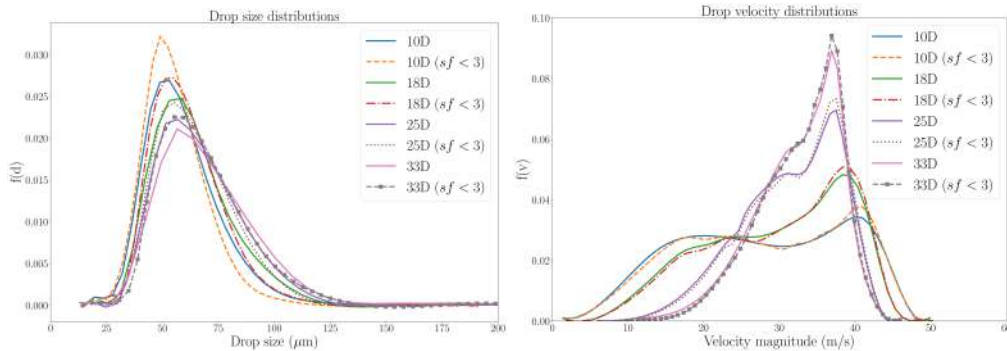 Drop size distributions
f(d)
0.030
0.025
0.020
0.015
0.010
0.005
0.000
0 25 50 75 100 125 150 175 200
Drop size (μm)
10D
10D (sf < 3)
18D
18D (sf < 3)
25D
25D (sf < 3)
33D
33D (sf < 3)
Drop velocity distributions
f(v)
0.10
0.08
0.06
0.04
0.02
0.00
0 10 20 30 40 50 60
Velocity magnitude (m/s)
10D
10D (sf < 3)
18D
18D (sf < 3)
25D
25D (sf < 3)
33D
33D (sf < 3)